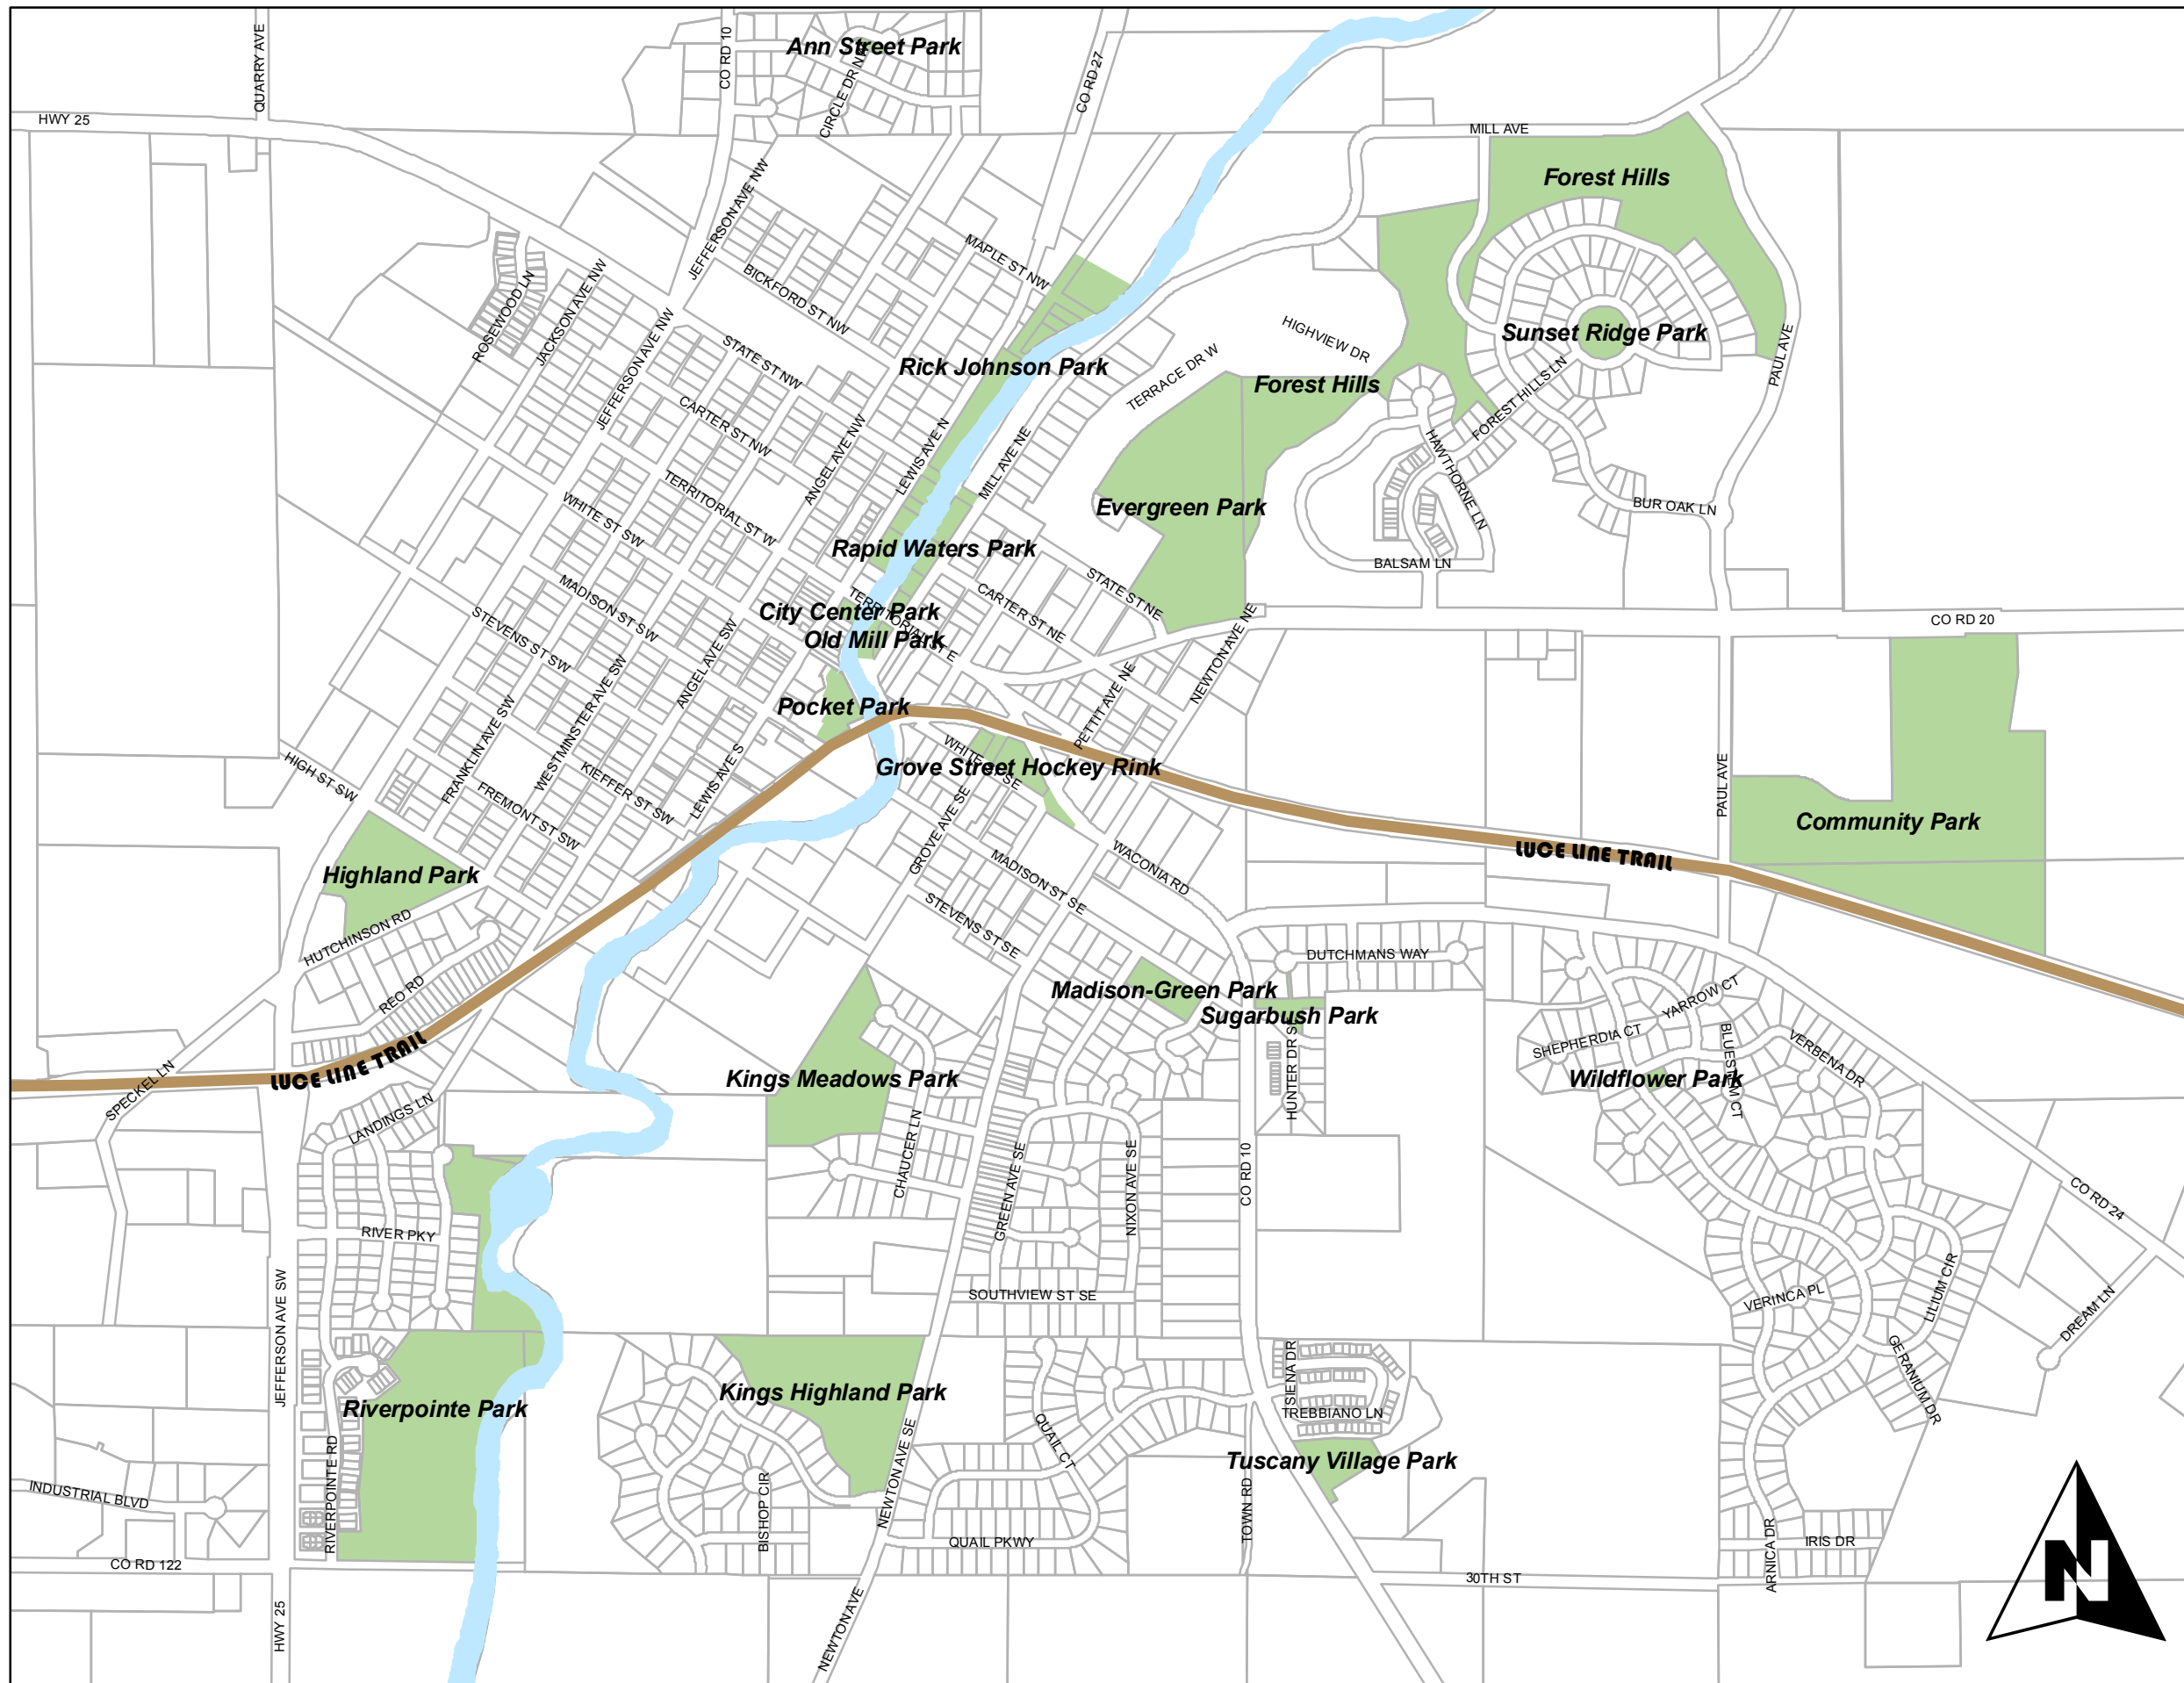 Ann Street Park
QUARRY AVE
CO RD 10
CIRCLE DR NW
CO RD 27
HWY 25
MILL AVE
Forest Hills
JEFFERSON AVE NW
MAPLE ST NW
BICKFORD ST NW
ROSEWOOD LN
JACKSON AVE NW
JEFFERSON AVE NW
STATE ST NW
Rick Johnson Park
HIGHVIEW DR
TERRACE DR W
Sunset Ridge Park
PAUL AVE
Forest Hills
FOREST HILLS LN
CARTER ST NW
ANGEL AVE NW
LEWIS AVE N
MILL AVE NE
HAWTHORNE LN
TERRITORIAL ST W
WHITE ST SW
Evergreen Park
BUR OAK LN
Rapid Waters Park
BALSAM LN
STATE ST NE
CARTER ST NE
MADISON ST SW
STEVENS ST SW
City Center Park
TERRITORIAL ST E
Old Mill Park
CO RD 20
ANGEL AVE SW
WESTMINSTER AVE SW
FRANKLIN AVE SW
NEWTON AVE NE
PETTIT AVE NE
Pocket Park
HIGH ST SW
KIEFFER ST SW
FREMONT ST SW
LEWIS AVE S
WHITE ST SE
Grove Street Hockey Rink
GROVE AVE SE
PAUL AVE
Community Park
LUCE LINE TRAIL
Highland Park
MADISON ST SE
WACONIA RD
STEVENS ST SE
HUTCHINSON RD
REO RD
DUTCHMANS WAY
Madison-Green Park
Sugarbush Park
YARROW CT
SHEPHERDIA CT
BLUESTEM CT
VERBENA DR
LUCE LINE TRAIL
SPECKEL LN
Kings Meadows Park
HUNTER DR SE
Wildflower Park
LANDINGS LN
CHAUCER LN
GREEN AVE SE
NIXON AVE SE
CO RD 10
CO RD 24
RIVER PKY
JEFFERSON AVE SW
SOUTHVIEW ST SE
VERINCA PL
LILIUM CIR
DREAM LN
GERANIUM DR
Kings Highland Park
SIENA DR
TREBBIANO LN
Riverpointe Park
QUAIL CT
NEWTON AVE SE
Tuscany Village Park
INDUSTRIAL BLVD
RIVERPOINTE RD
BISHOP CIR
TOWN RD
QUAIL PKWY
ARNICA DR
IRIS DR
CO RD 122
30TH ST
HWY 25
NEWTON AVE
N